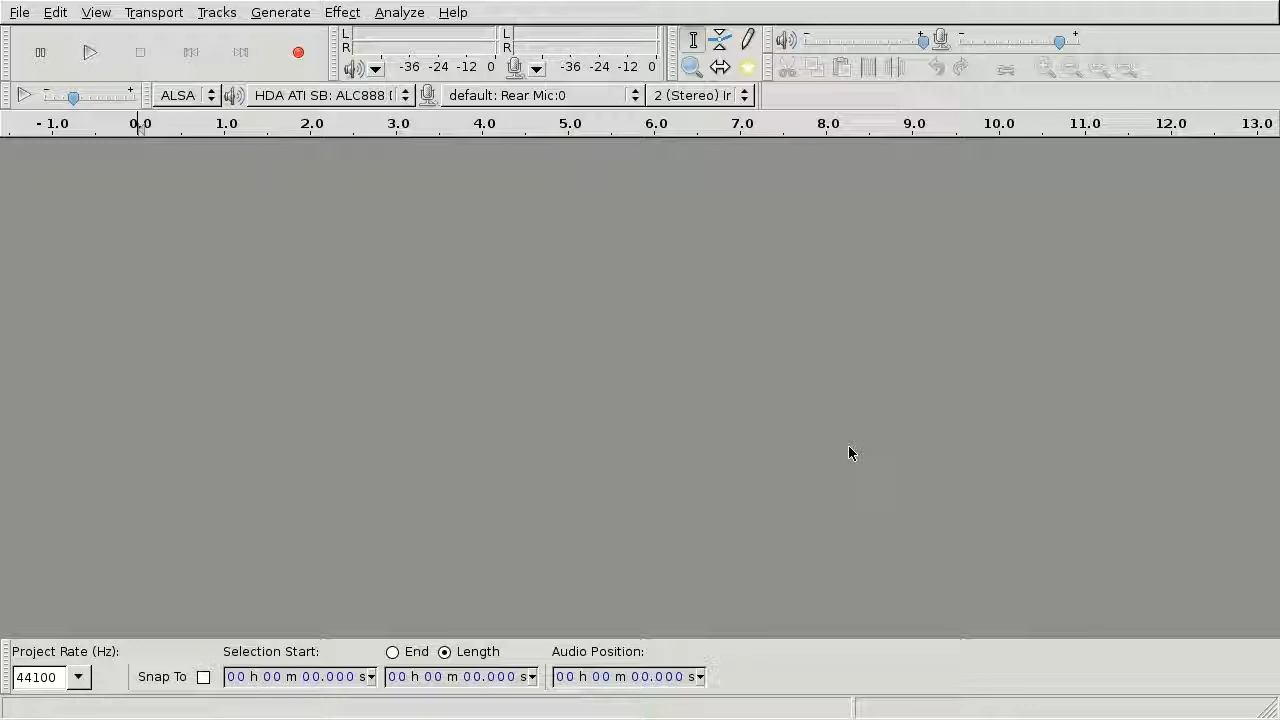 File Edit View Transport Tracks Generate Effect Analyze Help
L L
R R
-36 -24 -12 0 -36 -24 -12 0
ALSA HDA ATI SB: ALC888 default: Rear Mic:0 2 (Stereo)
- 1.0 0.0 1.0 2.0 3.0 4.0 5.0 6.0 7.0 8.0 9.0 10.0 11.0 12.0 13.0
Project Rate (Hz): Selection Start: End Length Audio Position:
44100 Snap To 00 h 00 m 00.000 s 00 h 00 m 00.000 s 00 h 00 m 00.000 s